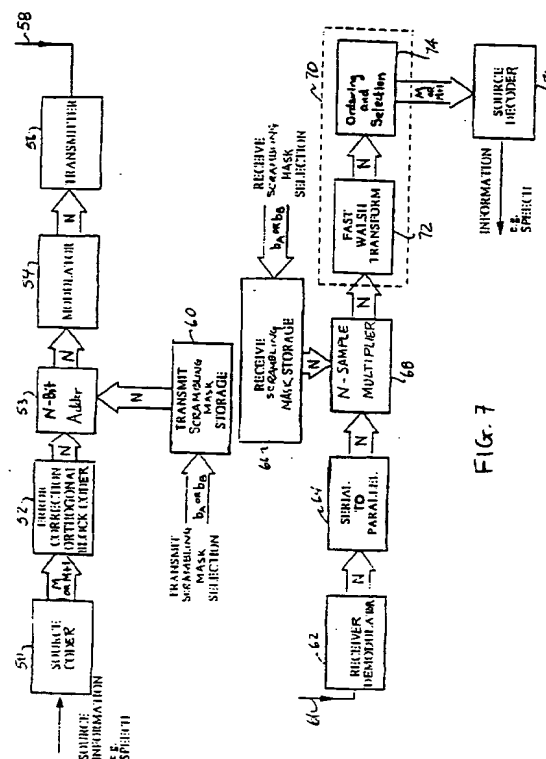 SOURCE
INFORMATION
e.g.
SPEECH
50
SOURCE
CODER
M
or M+1
52
ERROR
CORRECTION
ORTHOGONAL
BLOCK CODER
N
53
N-Bit
Adder
N
54
MODULATOR
N
56
TRANSMITTER
58
TRANSMIT
SCRAMBLING
MASK
SELECTION
bA or bB
60
TRANSMIT
SCRAMBLING
MASK
STORAGE
N
RECEIVE
SCRAMBLING
MASK
SELECTION
bA or bB
66
RECEIVE
SCRAMBLING
MASK STORAGE
N
61
62
RECEIVER
DEMODULATOR
N
64
SERIAL
TO
PARALLEL
N
N-SAMPLE
MULTIPLIER
68
N
70
FAST
WALSH
TRANSFORM
72
N
Ordering
and
Selection
74
M
or
M+1
SOURCE
DECODER
INFORMATION
e.g.
SPEECH
FIG. 7